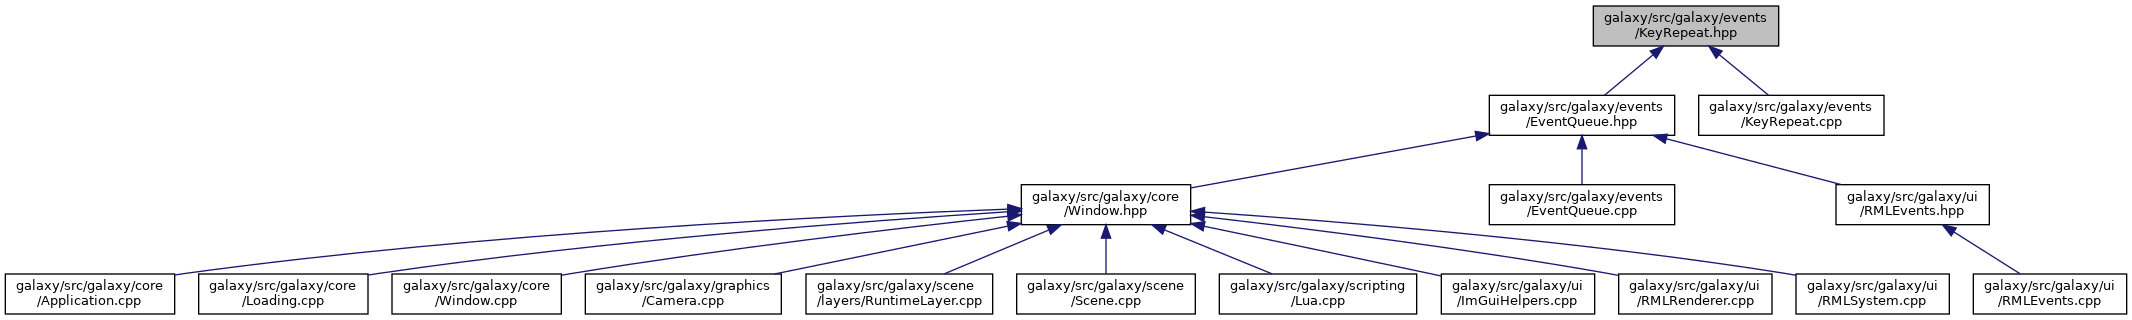 galaxy/src/galaxy/events
/KeyRepeat.hpp
galaxy/src/galaxy/events
/EventQueue.hpp
galaxy/src/galaxy/events
/KeyRepeat.cpp
galaxy/src/galaxy/core
/Window.hpp
galaxy/src/galaxy/events
/EventQueue.cpp
galaxy/src/galaxy/ui
/RMLEvents.hpp
galaxy/src/galaxy/core
/Application.cpp
galaxy/src/galaxy/core
/Loading.cpp
galaxy/src/galaxy/core
/Window.cpp
galaxy/src/galaxy/graphics
/Camera.cpp
galaxy/src/galaxy/scene
/layers/RuntimeLayer.cpp
galaxy/src/galaxy/scene
/Scene.cpp
galaxy/src/galaxy/scripting
/Lua.cpp
galaxy/src/galaxy/ui
/ImGuiHelpers.cpp
galaxy/src/galaxy/ui
/RMLRenderer.cpp
galaxy/src/galaxy/ui
/RMLSystem.cpp
galaxy/src/galaxy/ui
/RMLEvents.cpp